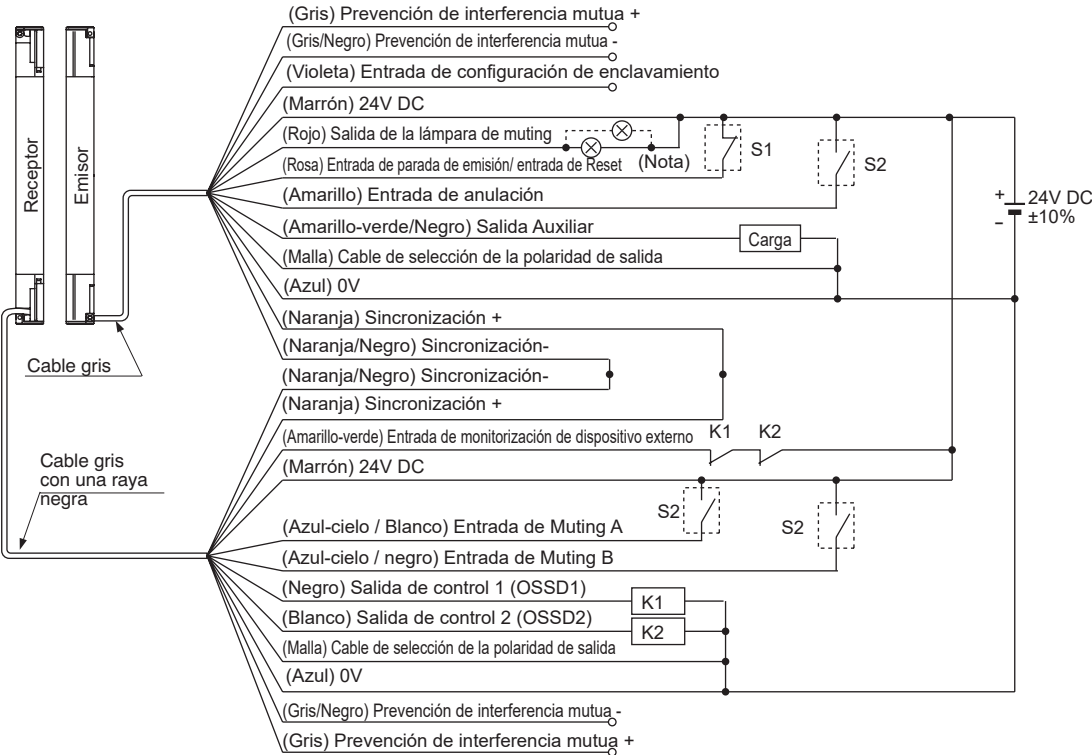 (Gris) Prevención de interferencia mutua +
(Gris/Negro) Prevención de interferencia mutua -
(Violeta) Entrada de configuración de enclavamiento
(Marrón) 24V DC
(Rojo) Salida de la lámpara de muting
(Nota)
S1
S2
(Rosa) Entrada de parada de emisión/ entrada de Reset
(Amarillo) Entrada de anulación
+
-
24V DC
±10%
(Amarillo-verde/Negro) Salida Auxiliar
Carga
(Malla) Cable de selección de la polaridad de salida
(Azul) 0V
Receptor
Emisor
Cable gris
(Naranja) Sincronización +
(Naranja/Negro) Sincronización-
(Naranja/Negro) Sincronización-
(Naranja) Sincronización +
(Amarillo-verde) Entrada de monitorización de dispositivo externo
K1
K2
(Marrón) 24V DC
Cable gris
con una raya
negra
S2
S2
(Azul-cielo / Blanco) Entrada de Muting A
(Azul-cielo / negro) Entrada de Muting B
(Negro) Salida de control 1 (OSSD1)
K1
(Blanco) Salida de control 2 (OSSD2)
K2
(Malla) Cable de selección de la polaridad de salida
(Azul) 0V
(Gris/Negro) Prevención de interferencia mutua -
(Gris) Prevención de interferencia mutua +